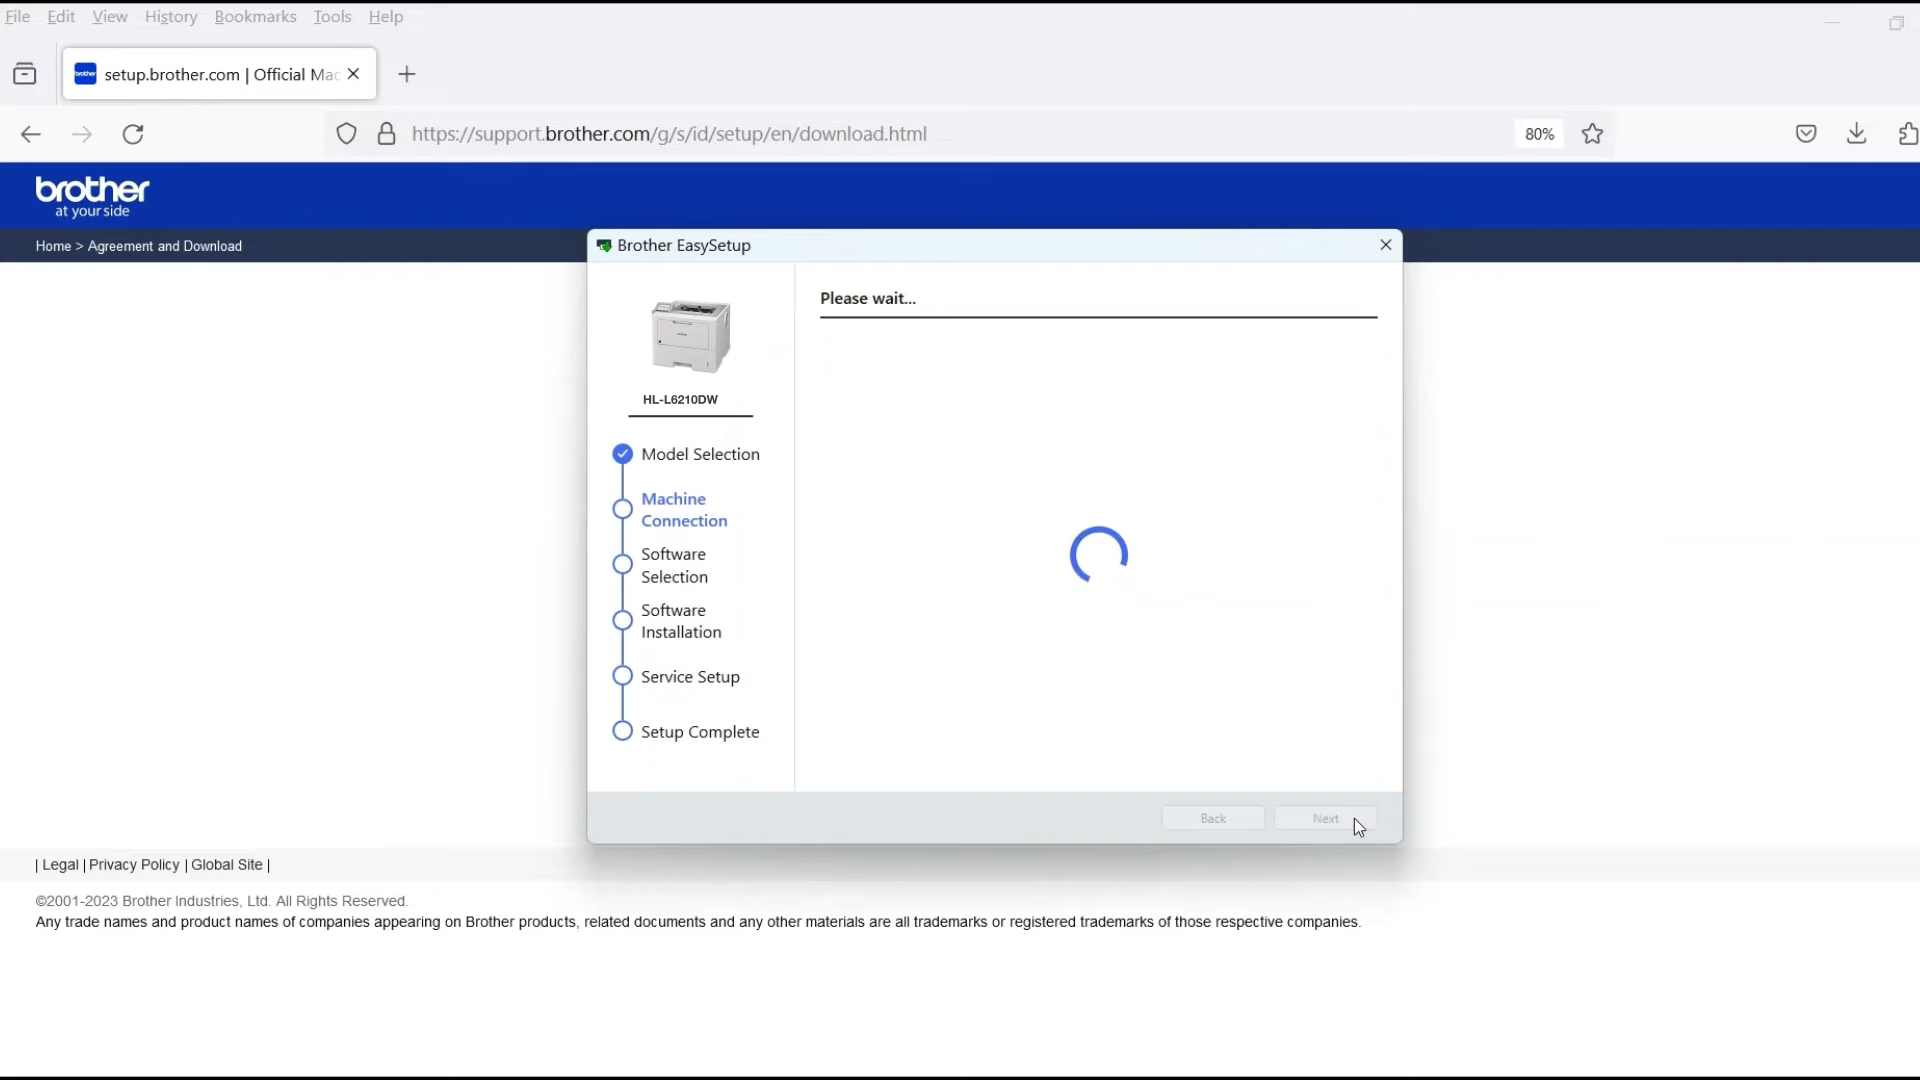 File Edit View History Bookmarks Tools Help
brother setup.brother.com | Official Mac
https://support.brother.com/g/s/id/setup/en/download.html 80%
brother
at your side
Home > Agreement and Download
Brother EasySetup
Please wait...
HL-L6210DW
Model Selection
Machine
Connection
Software
Selection
Software
Installation
Service Setup
Setup Complete
Back Next
| Legal | Privacy Policy | Global Site |
©2001-2023 Brother Industries, Ltd. All Rights Reserved.
Any trade names and product names of companies appearing on Brother products, related documents and any other materials are all trademarks or registered trademarks of those respective companies.